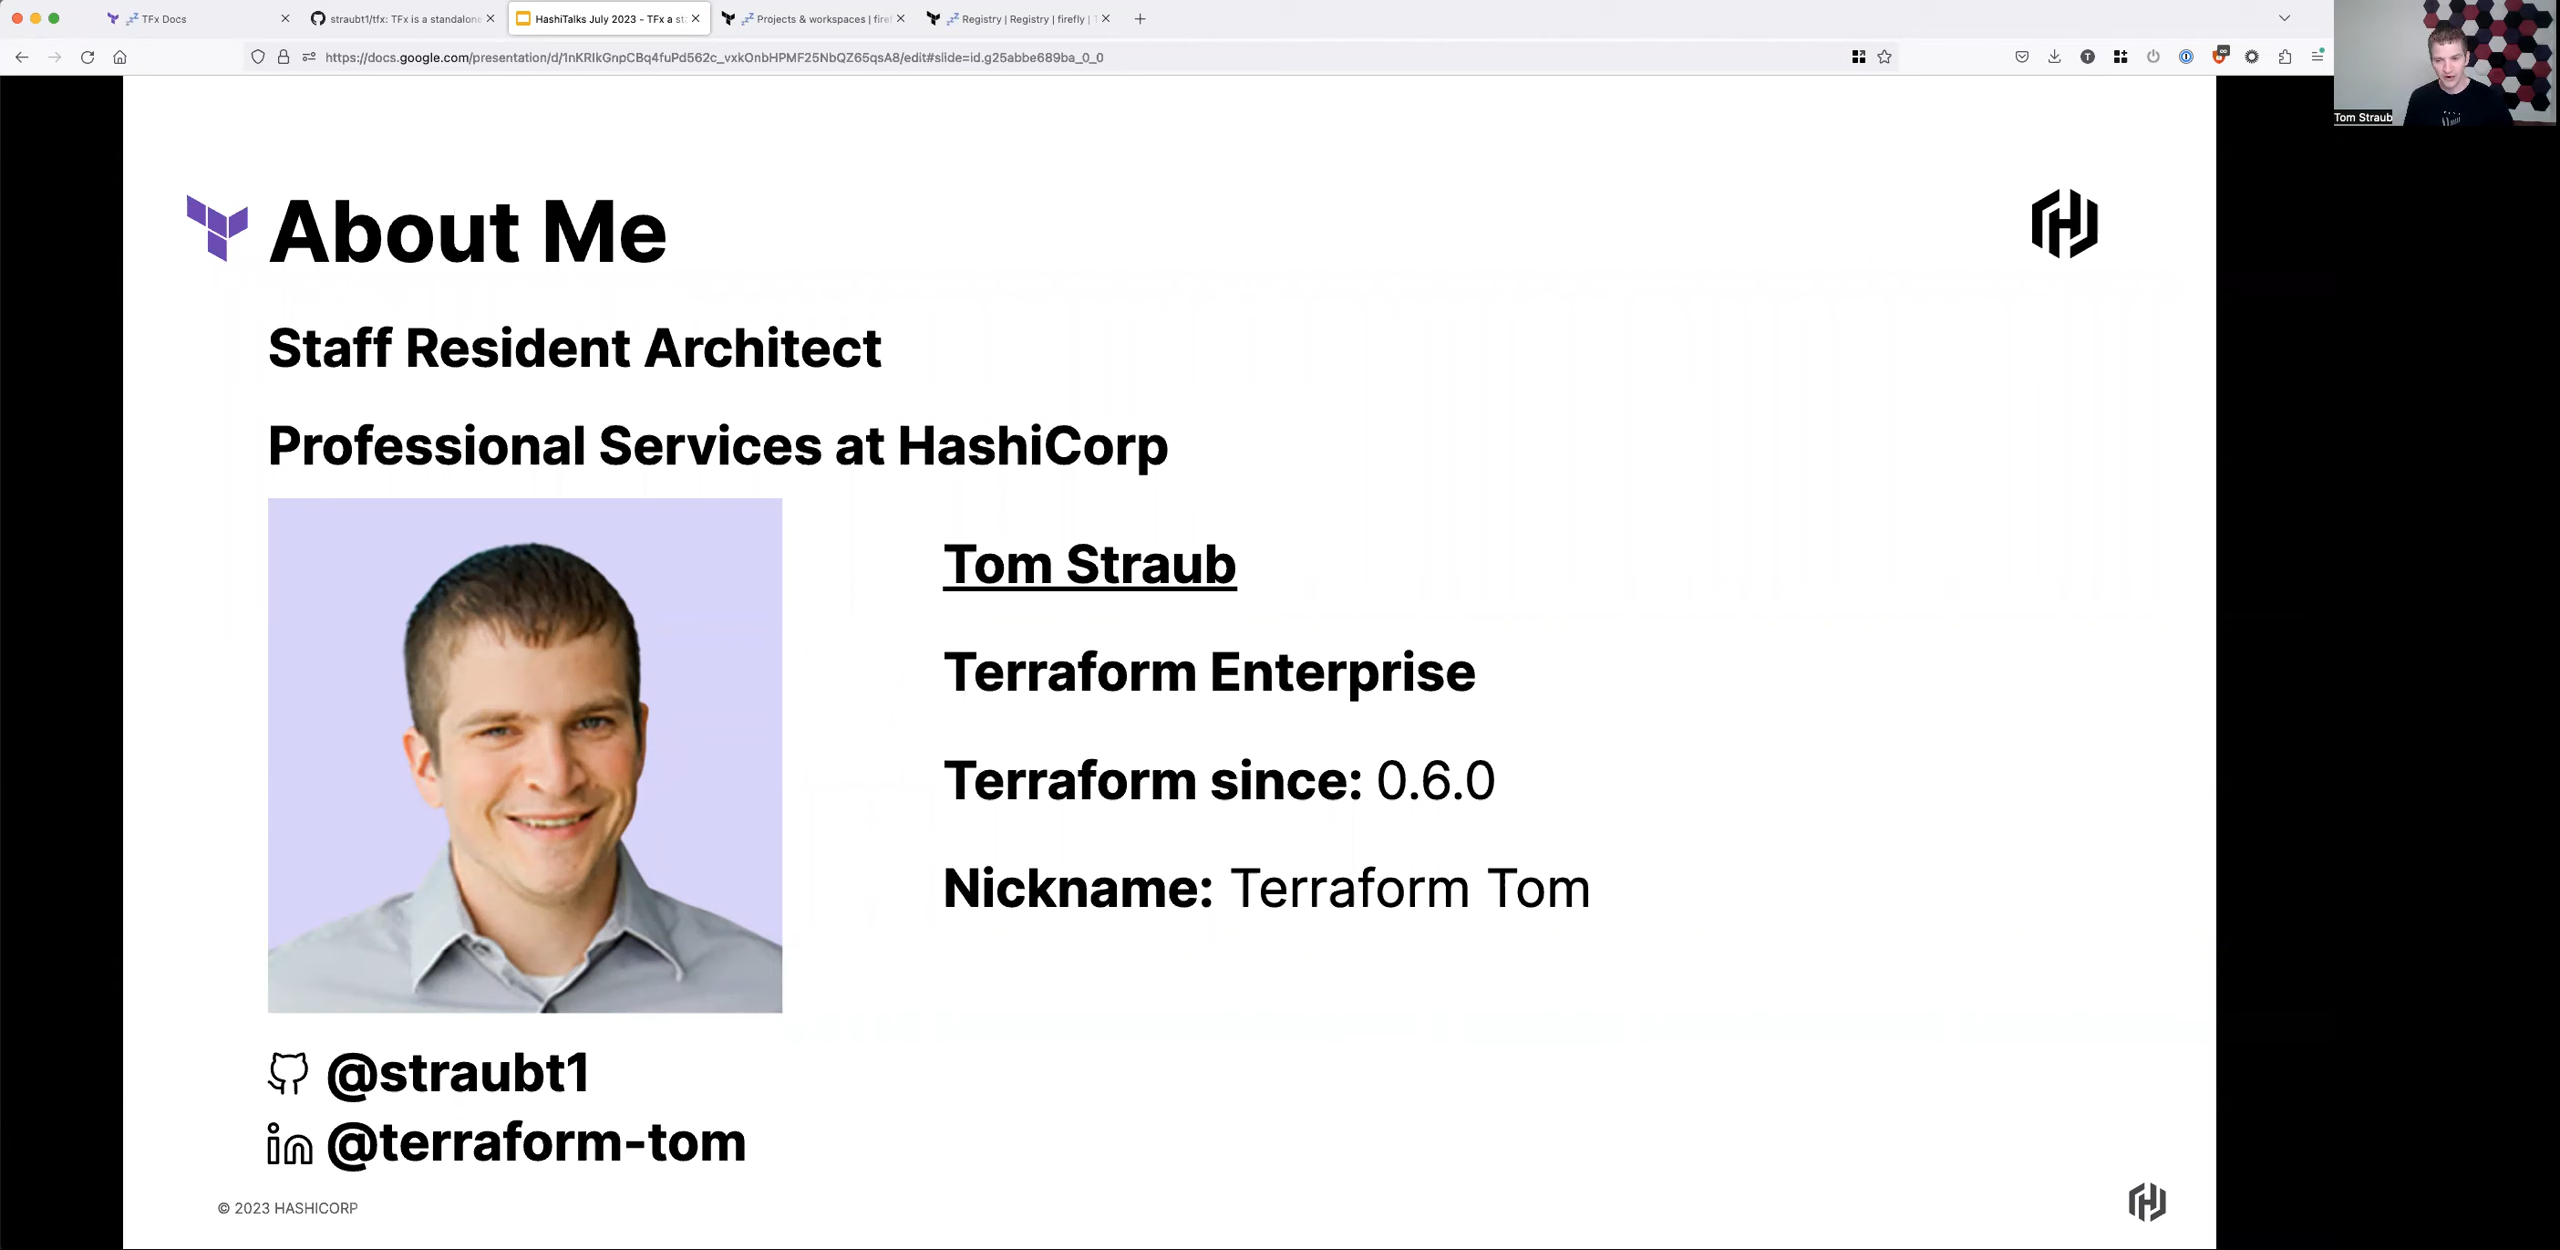 TFx Docs
straubt1/tfx: TFx is a standalone
HashiTalks July 2023 - TFx a st
Projects & workspaces | firef
Registry | Registry | firefly | T
https://docs.google.com/presentation/d/1nKRIkGnpCBq4fuPd562c_vxkOnbHPMF25NbQZ65qsA8/edit#slide=id.g25abbe689ba_0_0
Tom Straub
About Me
Staff Resident Architect
Professional Services at HashiCorp
Tom Straub
Terraform Enterprise
Terraform since: 0.6.0
Nickname: Terraform Tom
@straubt1
in @terraform-tom
© 2023 HASHICORP